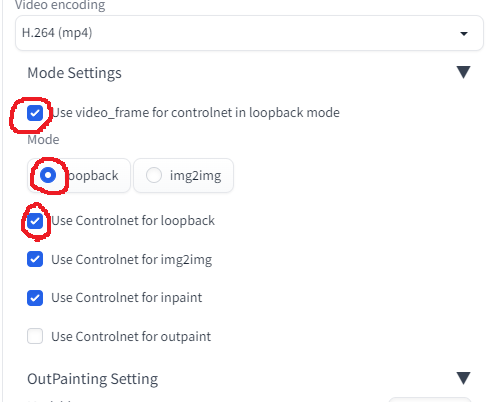 Video encoding
H.264 (mp4)
Mode Settings
Use video_frame for controlnet in loopback mode
Mode
loopback img2img
Use Controlnet for loopback
Use Controlnet for img2img
Use Controlnet for inpaint
Use Controlnet for outpaint
OutPainting Setting